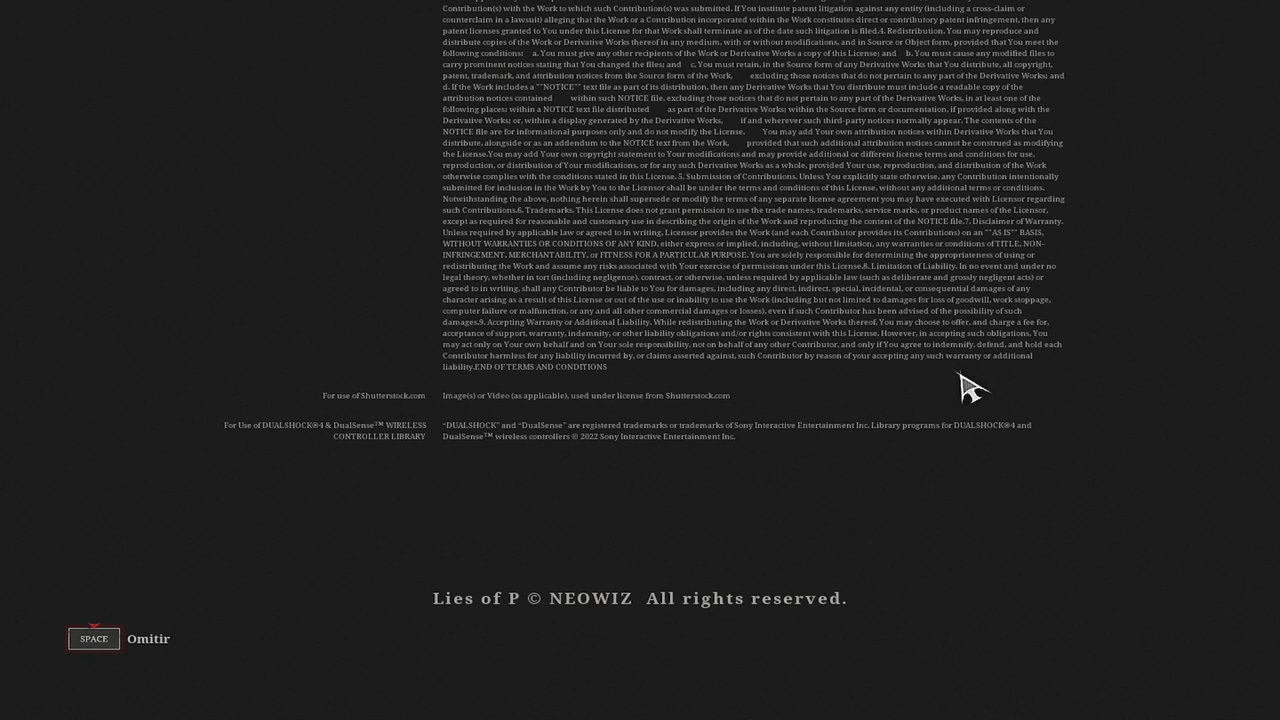 Contribution(s) with the Work to which such Contribution(s) was submitted. If You institute patent litigation against any entity (including a cross-claim or
counterclaim in a lawsuit) alleging that the Work or a Contribution incorporated within the Work constitutes direct or contributory patent infringement, then any
patent licenses granted to You under this License for that Work shall terminate as of the date such litigation is filed.4. Redistribution. You may reproduce and
distribute copies of the Work or Derivative Works thereof in any medium, with or without modifications, and in Source or Object form, provided that You meet the
following conditions:    a. You must give any other recipients of the Work or Derivative Works a copy of this License; and    b. You must cause any modified files to
carry prominent notices stating that You changed the files; and    c. You must retain, in the Source form of any Derivative Works that You distribute, all copyright,
patent, trademark, and attribution notices from the Source form of the Work,       excluding those notices that do not pertain to any part of the Derivative Works; and
d. If the Work includes a ""NOTICE"" text file as part of its distribution, then any Derivative Works that You distribute must include a readable copy of the
attribution notices contained       within such NOTICE file, excluding those notices that do not pertain to any part of the Derivative Works, in at least one of the
following places: within a NOTICE text file distributed       as part of the Derivative Works; within the Source form or documentation, if provided along with the
Derivative Works; or, within a display generated by the Derivative Works,       if and wherever such third-party notices normally appear. The contents of the
NOTICE file are for informational purposes only and do not modify the License.       You may add Your own attribution notices within Derivative Works that You
distribute, alongside or as an addendum to the NOTICE text from the Work,       provided that such additional attribution notices cannot be construed as modifying
the License.You may add Your own copyright statement to Your modifications and may provide additional or different license terms and conditions for use,
reproduction, or distribution of Your modifications, or for any such Derivative Works as a whole, provided Your use, reproduction, and distribution of the Work
otherwise complies with the conditions stated in this License. 5. Submission of Contributions. Unless You explicitly state otherwise, any Contribution intentionally
submitted for inclusion in the Work by You to the Licensor shall be under the terms and conditions of this License, without any additional terms or conditions.
Notwithstanding the above, nothing herein shall supersede or modify the terms of any separate license agreement you may have executed with Licensor regarding
such Contributions.6. Trademarks. This License does not grant permission to use the trade names, trademarks, service marks, or product names of the Licensor,
except as required for reasonable and customary use in describing the origin of the Work and reproducing the content of the NOTICE file.7. Disclaimer of Warranty.
Unless required by applicable law or agreed to in writing, Licensor provides the Work (and each Contributor provides its Contributions) on an ""AS IS"" BASIS,
WITHOUT WARRANTIES OR CONDITIONS OF ANY KIND, either express or implied, including, without limitation, any warranties or conditions of TITLE, NON-
INFRINGEMENT, MERCHANTABILITY, or FITNESS FOR A PARTICULAR PURPOSE. You are solely responsible for determining the appropriateness of using or
redistributing the Work and assume any risks associated with Your exercise of permissions under this License.8. Limitation of Liability. In no event and under no
legal theory, whether in tort (including negligence), contract, or otherwise, unless required by applicable law (such as deliberate and grossly negligent acts) or
agreed to in writing, shall any Contributor be liable to You for damages, including any direct, indirect, special, incidental, or consequential damages of any
character arising as a result of this License or out of the use or inability to use the Work (including but not limited to damages for loss of goodwill, work stoppage,
computer failure or malfunction, or any and all other commercial damages or losses), even if such Contributor has been advised of the possibility of such
damages.9. Accepting Warranty or Additional Liability. While redistributing the Work or Derivative Works thereof, You may choose to offer, and charge a fee for,
acceptance of support, warranty, indemnity, or other liability obligations and/or rights consistent with this License. However, in accepting such obligations, You
may act only on Your own behalf and on Your sole responsibility, not on behalf of any other Contributor, and only if You agree to indemnify, defend, and hold each
Contributor harmless for any liability incurred by, or claims asserted against, such Contributor by reason of your accepting any such warranty or additional
liability.END OF TERMS AND CONDITIONS
For use of Shutterstock.com
Image(s) or Video (as applicable), used under license from Shutterstock.com
For Use of DUALSHOCK®4 & DualSense™ WIRELESS
CONTROLLER LIBRARY
“DUALSHOCK” and “DualSense” are registered trademarks or trademarks of Sony Interactive Entertainment Inc. Library programs for DUALSHOCK®4 and
DualSense™ wireless controllers © 2022 Sony Interactive Entertainment Inc.
Lies of P © NEOWIZ  All rights reserved.
SPACE Omitir